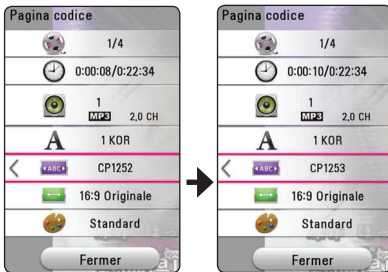 Pagina codice
1/4
0:00:08/0:22:34
1
MP3 2,0 CH
A 1 KOR
ABC CP1252
16:9 Originale
Standard
Fermer
Pagina codice
1/4
0:00:10/0:22:34
1
MP3 2,0 CH
A 1 KOR
ABC CP1253
16:9 Originale
Standard
Fermer